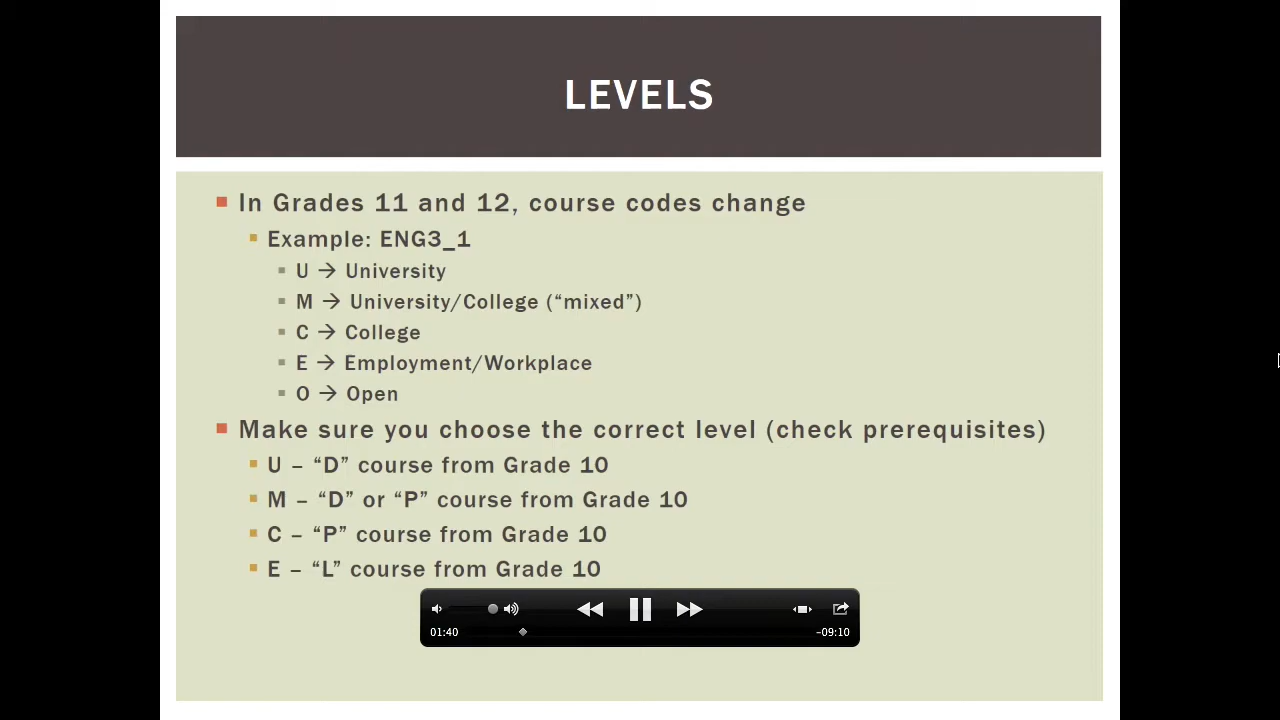 LEVELS
In Grades 11 and 12, course codes change
Example: ENG3_1
U → University
M → University/College (“mixed”)
C → College
E → Employment/Workplace
O → Open
Make sure you choose the correct level (check prerequisites)
U – “D” course from Grade 10
M – “D” or “P” course from Grade 10
C – “P” course from Grade 10
E – “L” course from Grade 10
01:40
−09:10